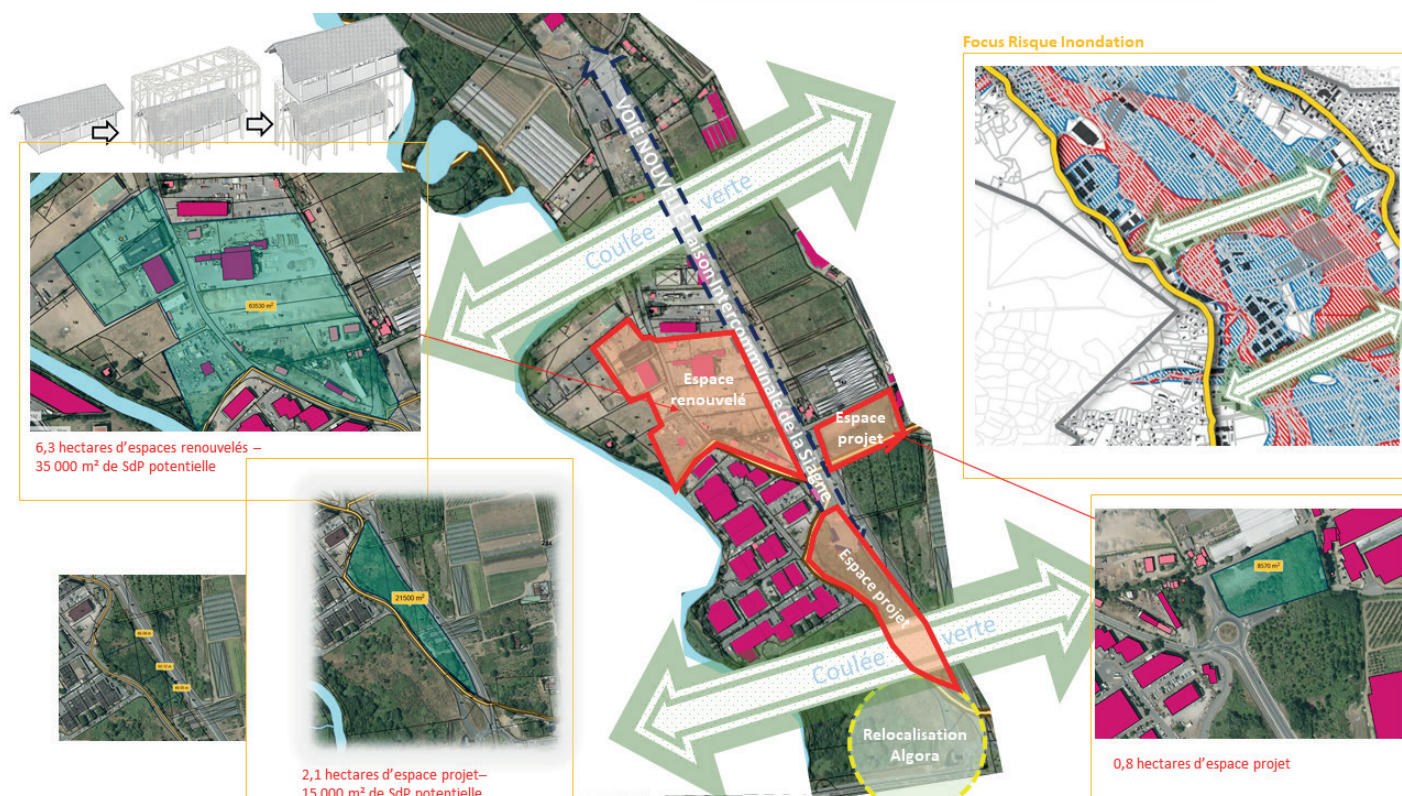 Focus Risque Inondation
VOIE NOUVELLE Liaison Intercommunale de la Siagne
Coulée verte
63530 m²
6,3 hectares d'espaces renouvelés –
35 000 m² de SdP potentielle
Espace
renouvelé
Espace
projet
21500 m²
2,1 hectares d'espace projet–
15 000 m² de SdP potentielle
Espace projet
Coulée verte
Relocalisation
Algora
8570 m²
0,8 hectares d'espace projet